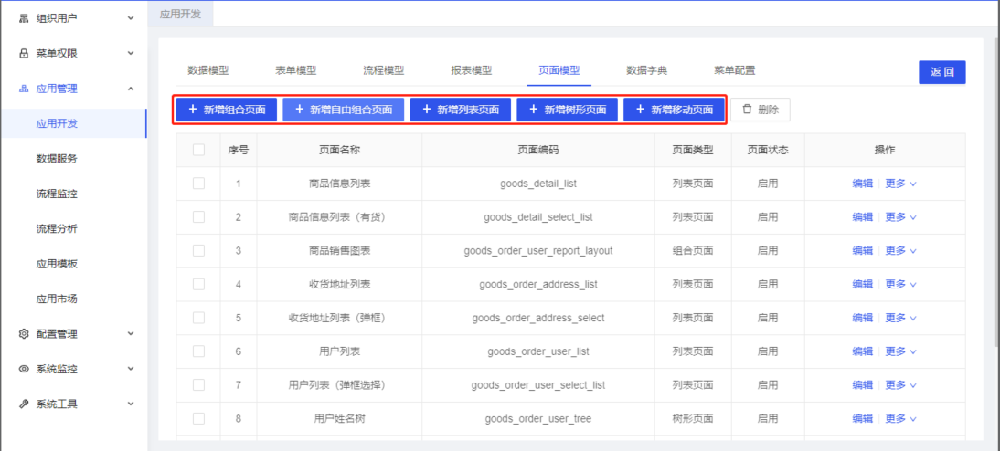 组织用户
菜单权限
应用管理
应用开发
数据服务
流程监控
流程分析
应用模板
应用市场
配置管理
系统监控
系统工具
应用开发
数据模型 表单模型 流程模型 报表模型 页面模型 数据字典 菜单配置 返回
+ 新增组合页面 + 新增自由组合页面 + 新增列表页面 + 新增树形页面 + 新增移动页面 删除
序号 页面名称 页面编码 页面类型 页面状态 操作
1 商品信息列表 goods_detail_list 列表页面 启用 编辑 更多
2 商品信息列表（有货） goods_detail_select_list 列表页面 启用 编辑 更多
3 商品销售图表 goods_order_user_report_layout 组合页面 启用 编辑 更多
4 收货地址列表 goods_order_address_list 列表页面 启用 编辑 更多
5 收货地址列表（弹框） goods_order_address_select 列表页面 启用 编辑 更多
6 用户列表 goods_order_user_list 列表页面 启用 编辑 更多
7 用户列表（弹框选择） goods_order_user_select_list 列表页面 启用 编辑 更多
8 用户姓名树 goods_order_user_tree 树形页面 启用 编辑 更多